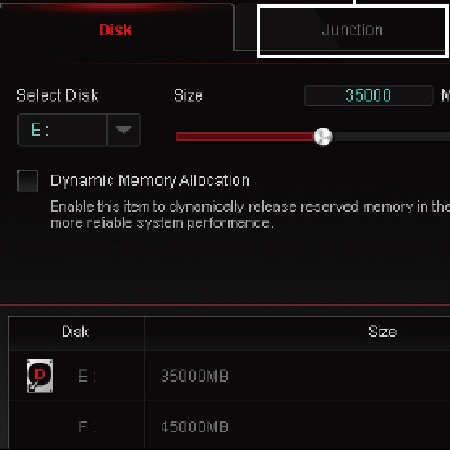 Disk
Junction
Select Disk
Size
35000
M
E:
Dynamic Memory Allocation
Enable this item to dynamically release reserved memory in the
more reliable system performance.
Disk
Size
D
E:
35000MB
F:
45000MB